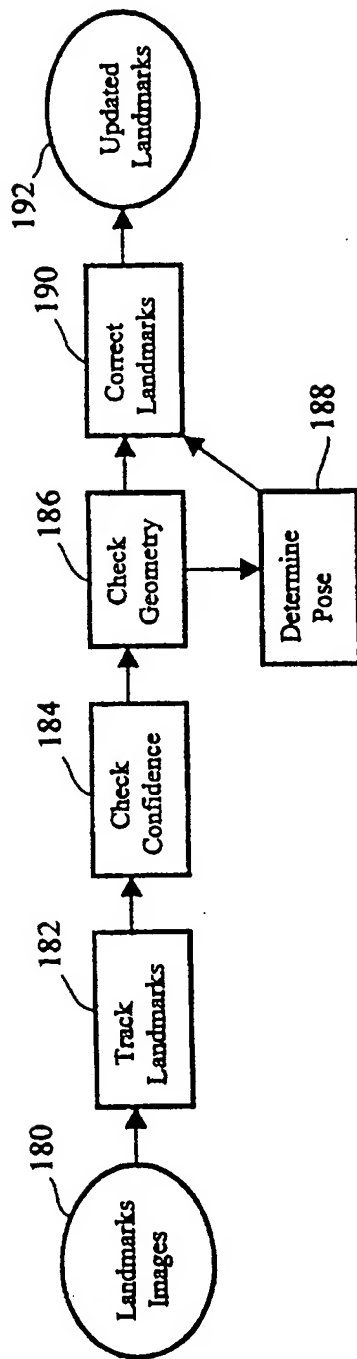 180
Landmarks
Images
182
Track
Landmarks
184
Check
Confidence
186
Check
Geometry
188
Determine
Pose
190
Correct
Landmarks
192
Updated
Landmarks